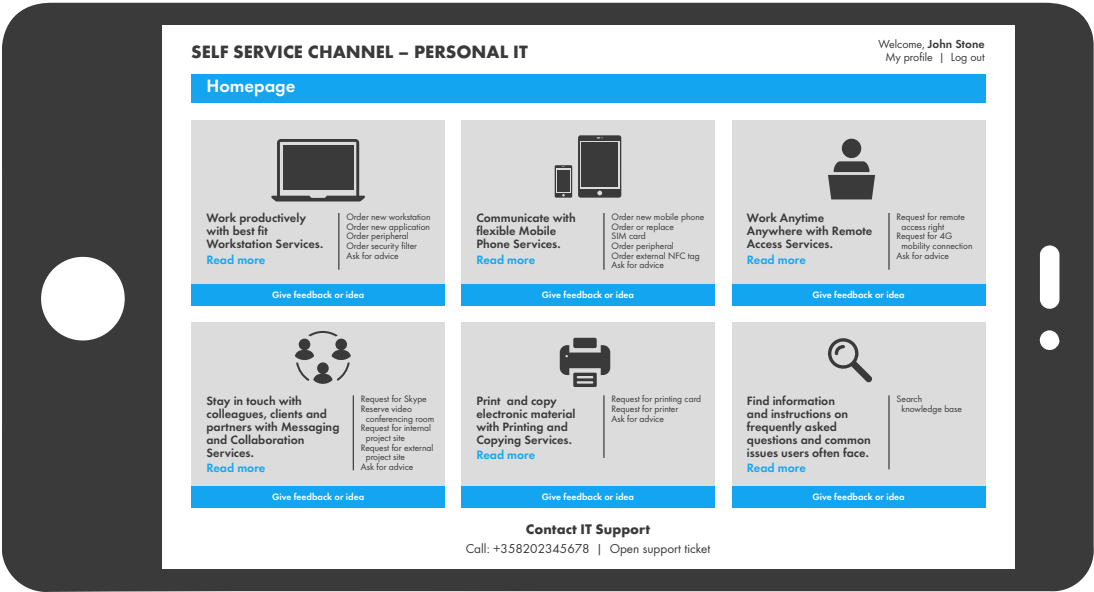 SELF SERVICE CHANNEL – PERSONAL IT
Welcome, John Stone
My profile | Log out
Homepage
Work productively
with best fit
Workstation Services.
Read more
Order new workstation
Order new application
Order peripheral
Order security filter
Ask for advice
Give feedback or idea
Communicate with
flexible Mobile
Phone Services.
Read more
Order new mobile phone
Order or replace
SIM card
Order peripheral
Order external NFC tag
Ask for advice
Give feedback or idea
Work Anytime
Anywhere with Remote
Access Services.
Read more
Request for remote
access right
Request for 4G
mobility connection
Ask for advice
Give feedback or idea
Stay in touch with
colleagues, clients and
partners with Messaging
and Collaboration
Services.
Read more
Request for Skype
Reserve video
conferencing room
Request for internal
project site
Request for external
project site
Ask for advice
Give feedback or idea
Print and copy
electronic material
with Printing and
Copying Services.
Read more
Request for printing card
Request for printer
Ask for advice
Give feedback or idea
Find information
and instructions on
frequently asked
questions and common
issues users often face.
Read more
Search
knowledge base
Give feedback or idea
Contact IT Support
Call: +358202345678 | Open support ticket